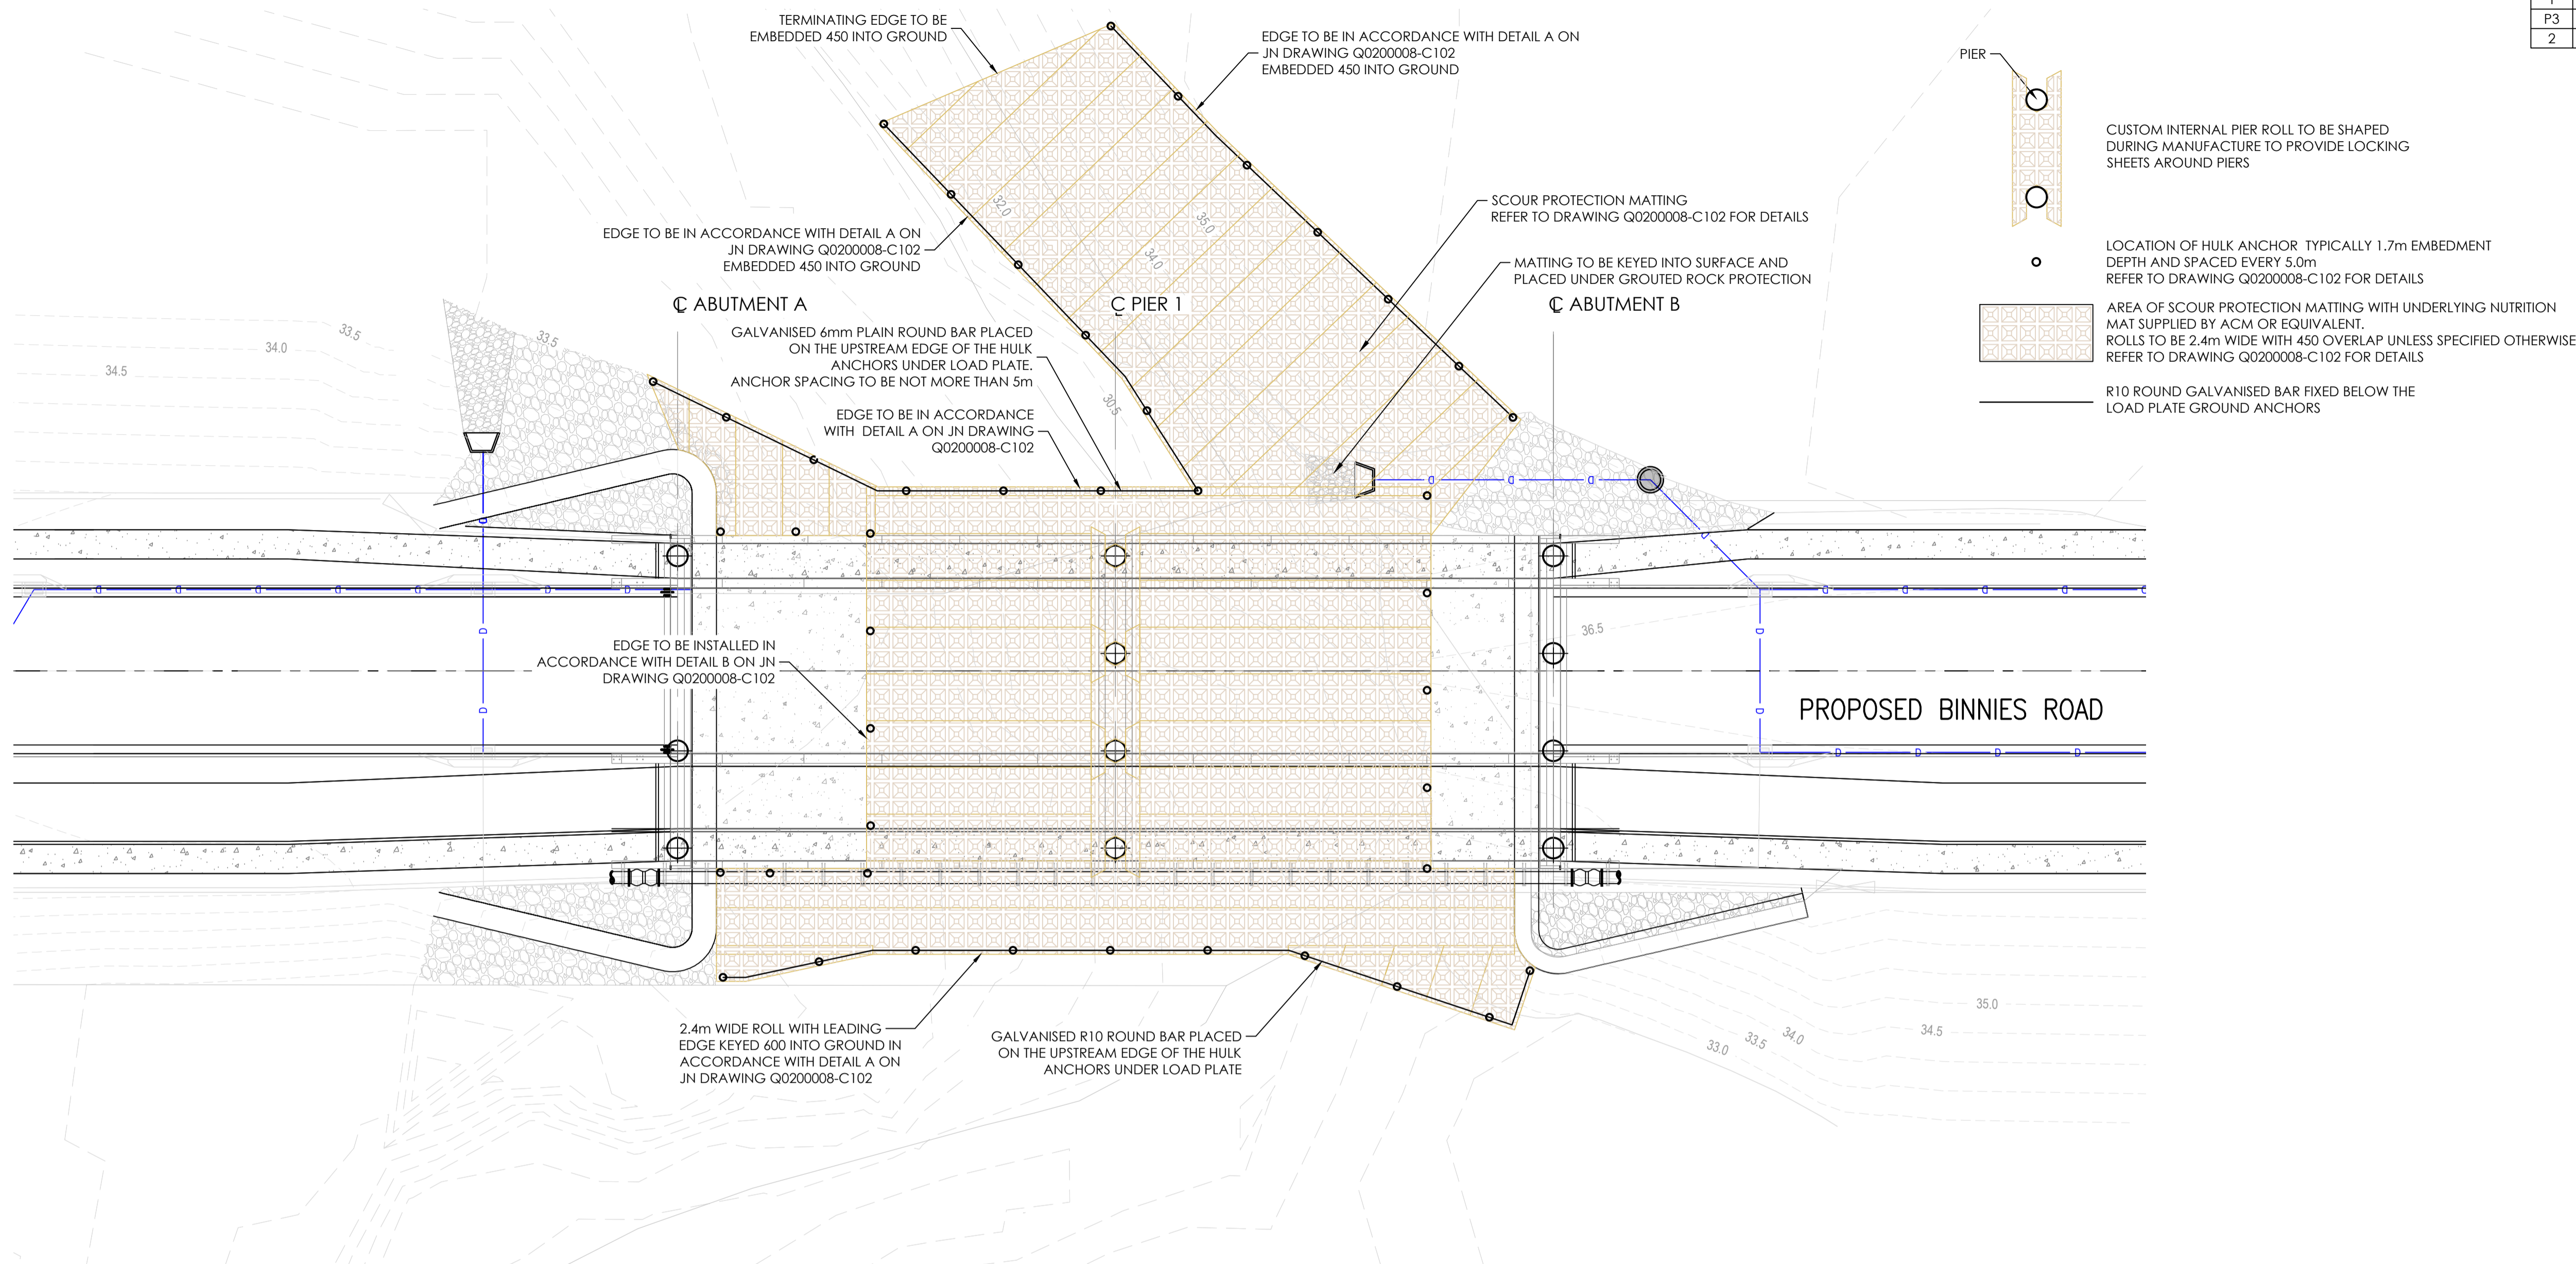 TERMINATING EDGE TO BE
EMBEDDED 450 INTO GROUND
EDGE TO BE IN ACCORDANCE WITH DETAIL A ON
JN DRAWING Q0200008-C102
EMBEDDED 450 INTO GROUND
P3
2
PIER
CUSTOM INTERNAL PIER ROLL TO BE SHAPED
DURING MANUFACTURE TO PROVIDE LOCKING
SHEETS AROUND PIERS
SCOUR PROTECTION MATTING
REFER TO DRAWING Q0200008-C102 FOR DETAILS
EDGE TO BE IN ACCORDANCE WITH DETAIL A ON
JN DRAWING Q0200008-C102
EMBEDDED 450 INTO GROUND
32.0
35.0
34.0
MATTING TO BE KEYED INTO SURFACE AND
PLACED UNDER GROUTED ROCK PROTECTION
LOCATION OF HULK ANCHOR TYPICALLY 1.7m EMBEDMENT
DEPTH AND SPACED EVERY 5.0m
REFER TO DRAWING Q0200008-C102 FOR DETAILS
℄ ABUTMENT A
℄ PIER 1
℄ ABUTMENT B
AREA OF SCOUR PROTECTION MATTING WITH UNDERLYING NUTRITION
MAT SUPPLIED BY ACM OR EQUIVALENT.
ROLLS TO BE 2.4m WIDE WITH 450 OVERLAP UNLESS SPECIFIED OTHERWISE
REFER TO DRAWING Q0200008-C102 FOR DETAILS
GALVANISED 6mm PLAIN ROUND BAR PLACED
ON THE UPSTREAM EDGE OF THE HULK
ANCHORS UNDER LOAD PLATE.
ANCHOR SPACING TO BE NOT MORE THAN 5m
33.5
33.5
34.0
34.5
30.5
R10 ROUND GALVANISED BAR FIXED BELOW THE
LOAD PLATE GROUND ANCHORS
EDGE TO BE IN ACCORDANCE
WITH DETAIL A ON JN DRAWING
Q0200008-C102
D D D
D
D
D D D D D D D
D D D D D
36.5
D
D
EDGE TO BE INSTALLED IN
ACCORDANCE WITH DETAIL B ON JN
DRAWING Q0200008-C102
D
D
PROPOSED BINNIES ROAD
D D D D
35.0
34.5
34.0
33.5
33.0
2.4m WIDE ROLL WITH LEADING
EDGE KEYED 600 INTO GROUND IN
ACCORDANCE WITH DETAIL A ON
JN DRAWING Q0200008-C102
GALVANISED R10 ROUND BAR PLACED
ON THE UPSTREAM EDGE OF THE HULK
ANCHORS UNDER LOAD PLATE